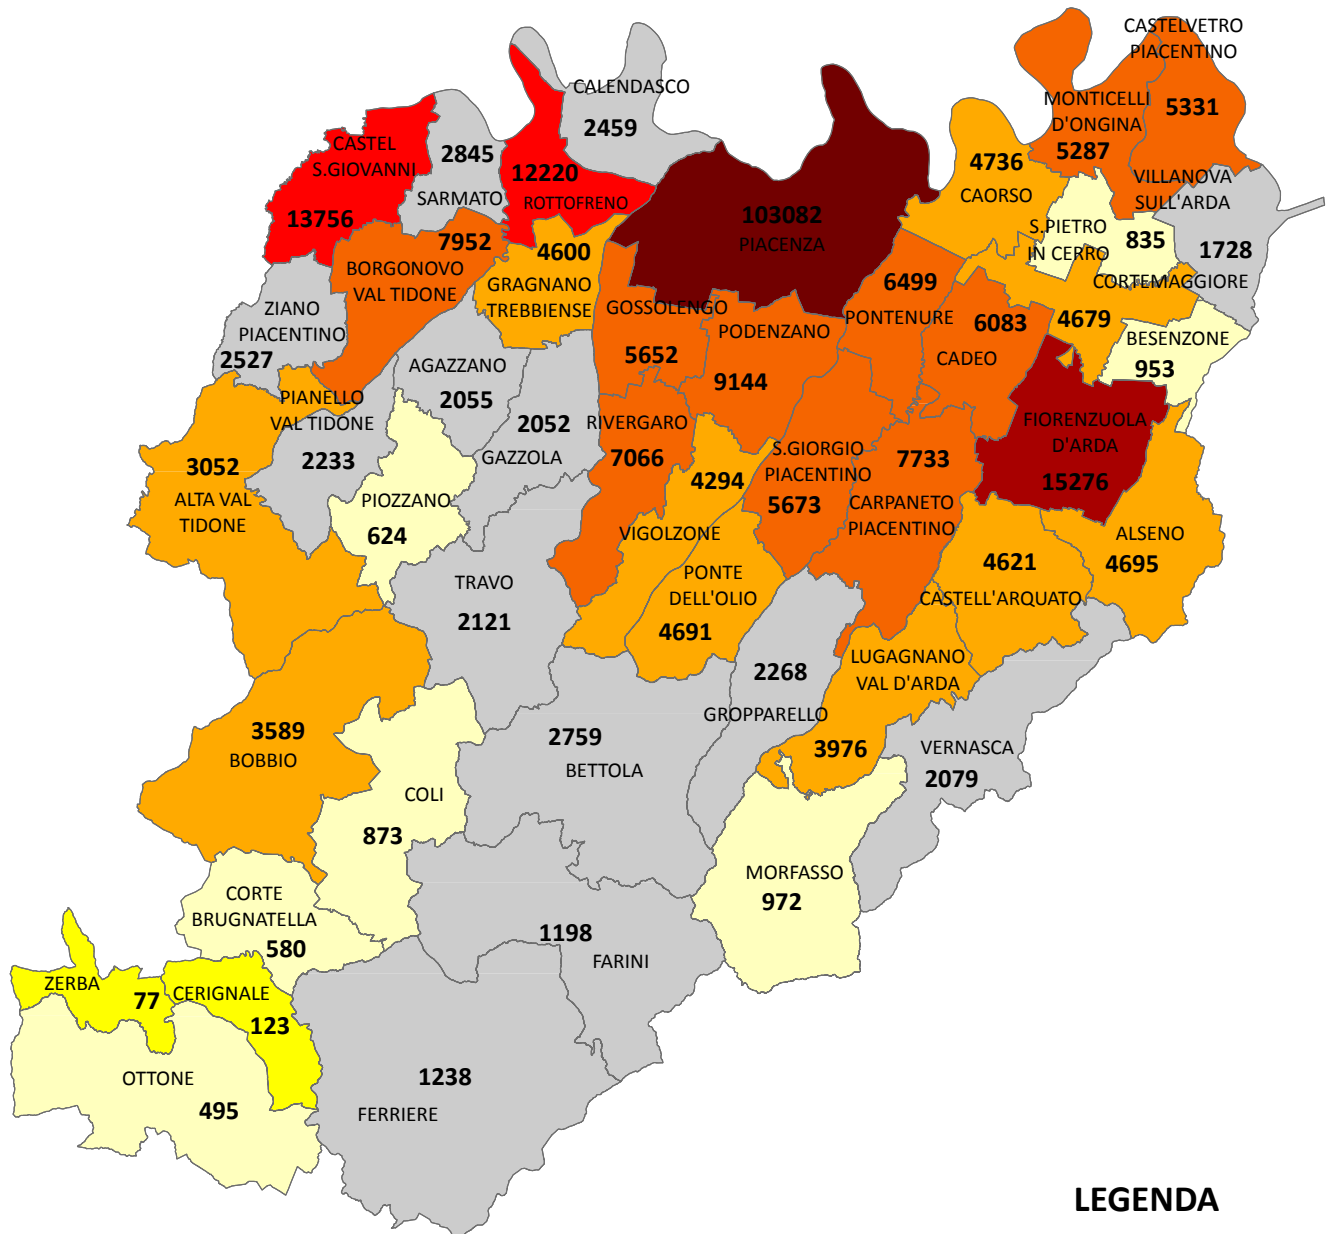 CASTELVETRO
PIACENTINO
5331
CALENDASCO
2459
MONTICELLI
D'ONGINA
5287
CASTEL
S.GIOVANNI
13756
2845
SARMATO
12220
ROTTOFRENO
4736
CAORSO
VILLANOVA
SULL'ARDA
1728
103082
PIACENZA
S.PIETRO
IN CERRO
835
7952
BORGONOVO
VAL TIDONE
4600
GRAGNANO
TREBBIENSE
6499
PONTENURE
CORTEMAGGIORE
4679
ZIANO
PIACENTINO
2527
GOSSOLENGO
5652
PODENZANO
9144
6083
CADEO
BESENZONE
953
AGAZZANO
2055
PIANELLO
VAL TIDONE
2233
2052
GAZZOLA
RIVERGARO
7066
FIORENZUOLA
D'ARDA
15276
3052
ALTA VAL
TIDONE
PIOZZANO
624
4294
VIGOLZONE
S.GIORGIO
PIACENTINO
5673
7733
CARPANETO
PIACENTINO
ALSENO
4695
TRAVO
2121
PONTE
DELL'OLIO
4691
4621
CASTELL'ARQUATO
2268
GROPPARELLO
LUGAGNANO
VAL D'ARDA
3976
3589
BOBBIO
2759
BETTOLA
VERNASCA
2079
COLI
873
MORFASSO
972
CORTE
BRUGNATELLA
580
1198
FARINI
ZERBA
77
CERIGNALE
123
OTTONE
495
1238
FERRIERE
LEGENDA